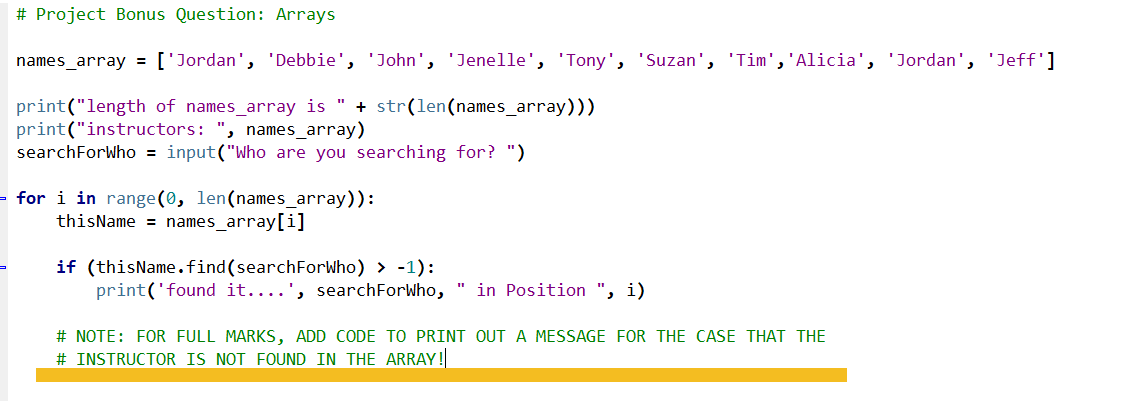 # Project Bonus Question: Arrays
names_array = ['Jordan', 'Debbie', 'John', 'Jenelle', 'Tony', 'Suzan', 'Tim','Alicia', 'Jordan', 'Jeff']
print("length of names_array is " + str(len(names_array)))
print("instructors: ", names_array)
searchForWho = input("Who are you searching for? ")
for i in range(0, len(names_array)):
    thisName = names_array[i]
    if (thisName.find(searchForWho) > -1):
        print('found it....', searchForWho, " in Position ", i)
    # NOTE: FOR FULL MARKS, ADD CODE TO PRINT OUT A MESSAGE FOR THE CASE THAT THE
    # INSTRUCTOR IS NOT FOUND IN THE ARRAY!